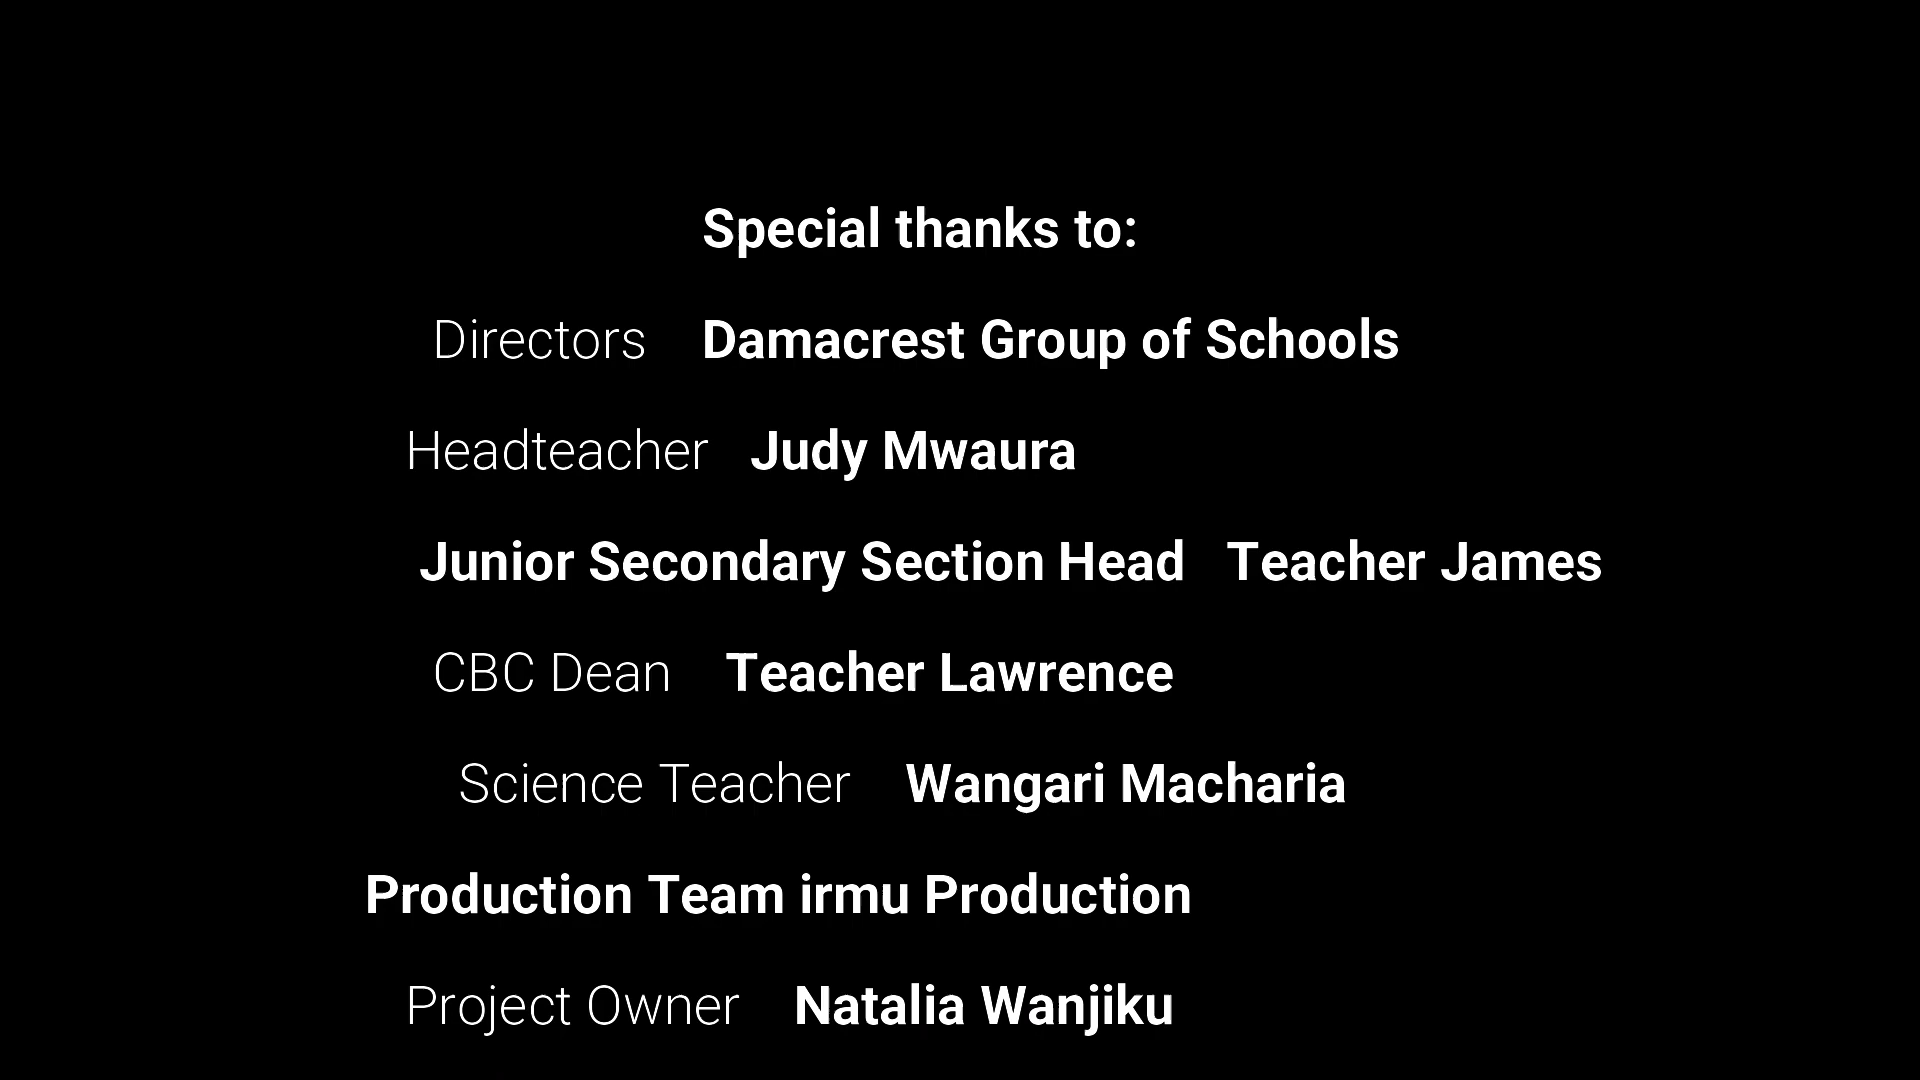 Special thanks to:
Directors Damacrest Group of Schools
Headteacher Judy Mwaura
Junior Secondary Section Head Teacher James
CBC Dean Teacher Lawrence
Science Teacher Wangari Macharia
Production Team irmu Production
Project Owner Natalia Wanjiku